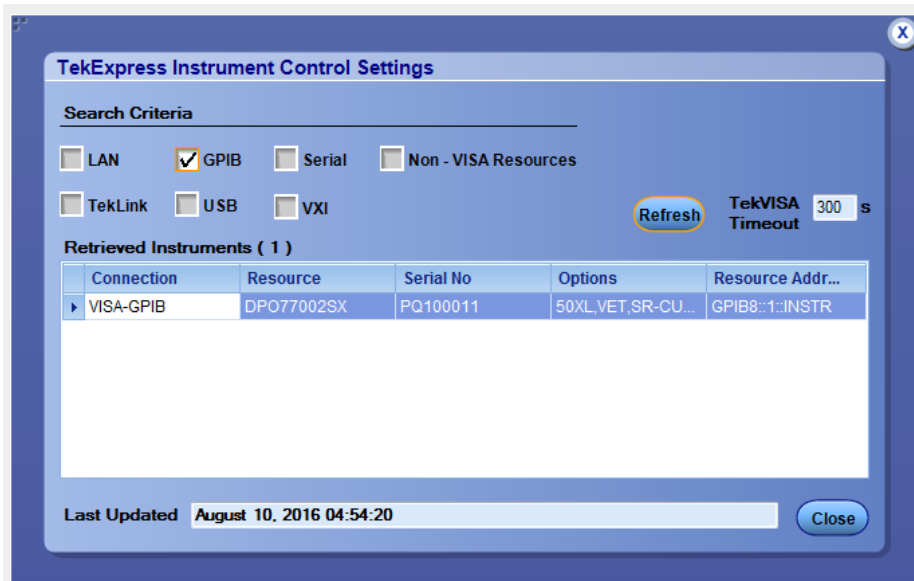 X
TekExpress Instrument Control Settings
Search Criteria
LAN GPIB Serial Non - VISA Resources
TekLink USB VXI
Refresh TekVISA Timeout 300 s
Retrieved Instruments ( 1 )
Connection Resource Serial No Options Resource Addr...
VISA-GPIB DPO77002SX PQ100011 50XL,VET,SR-CU... GPIB8::1::INSTR
Last Updated August 10, 2016 04:54:20 Close